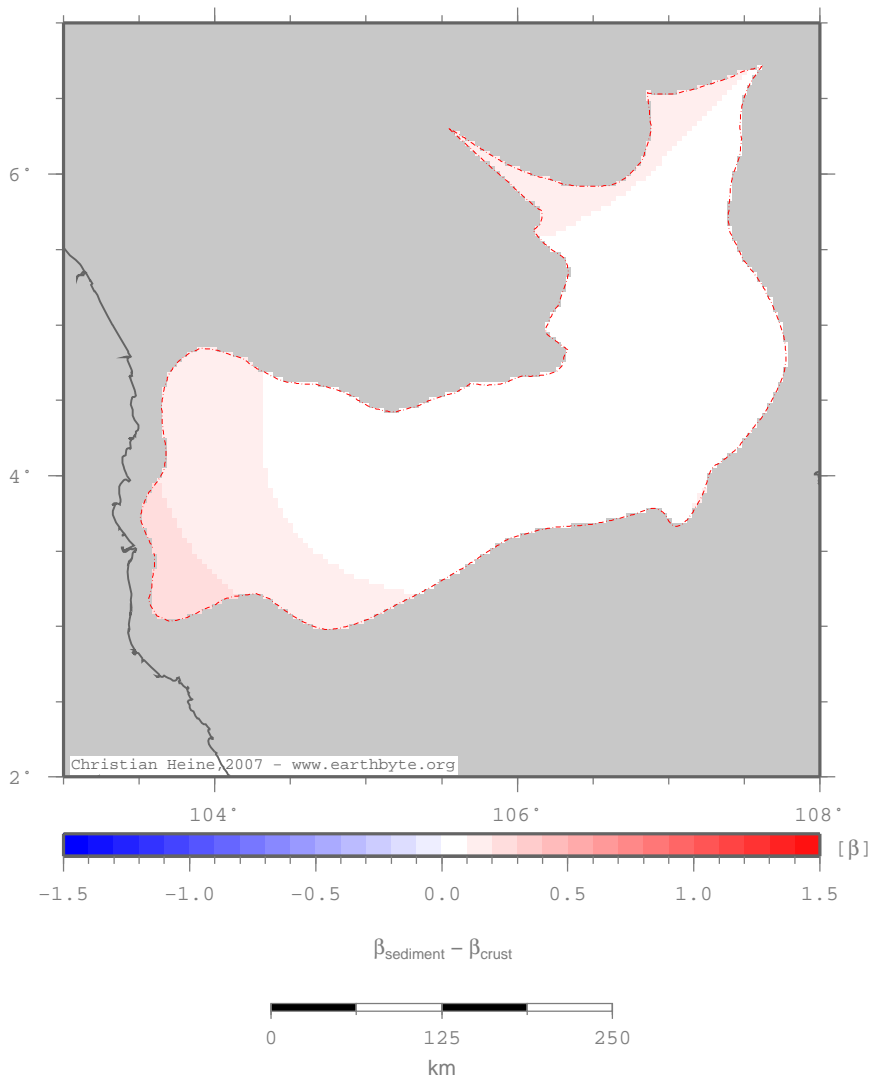 6°
4°
2°
Christian Heine,2007 - www.earthbyte.org
104° 106° 108°
[β]
-1.5 -1.0 -0.5 0.0 0.5 1.0 1.5
βsediment − βcrust
0 125 250
km